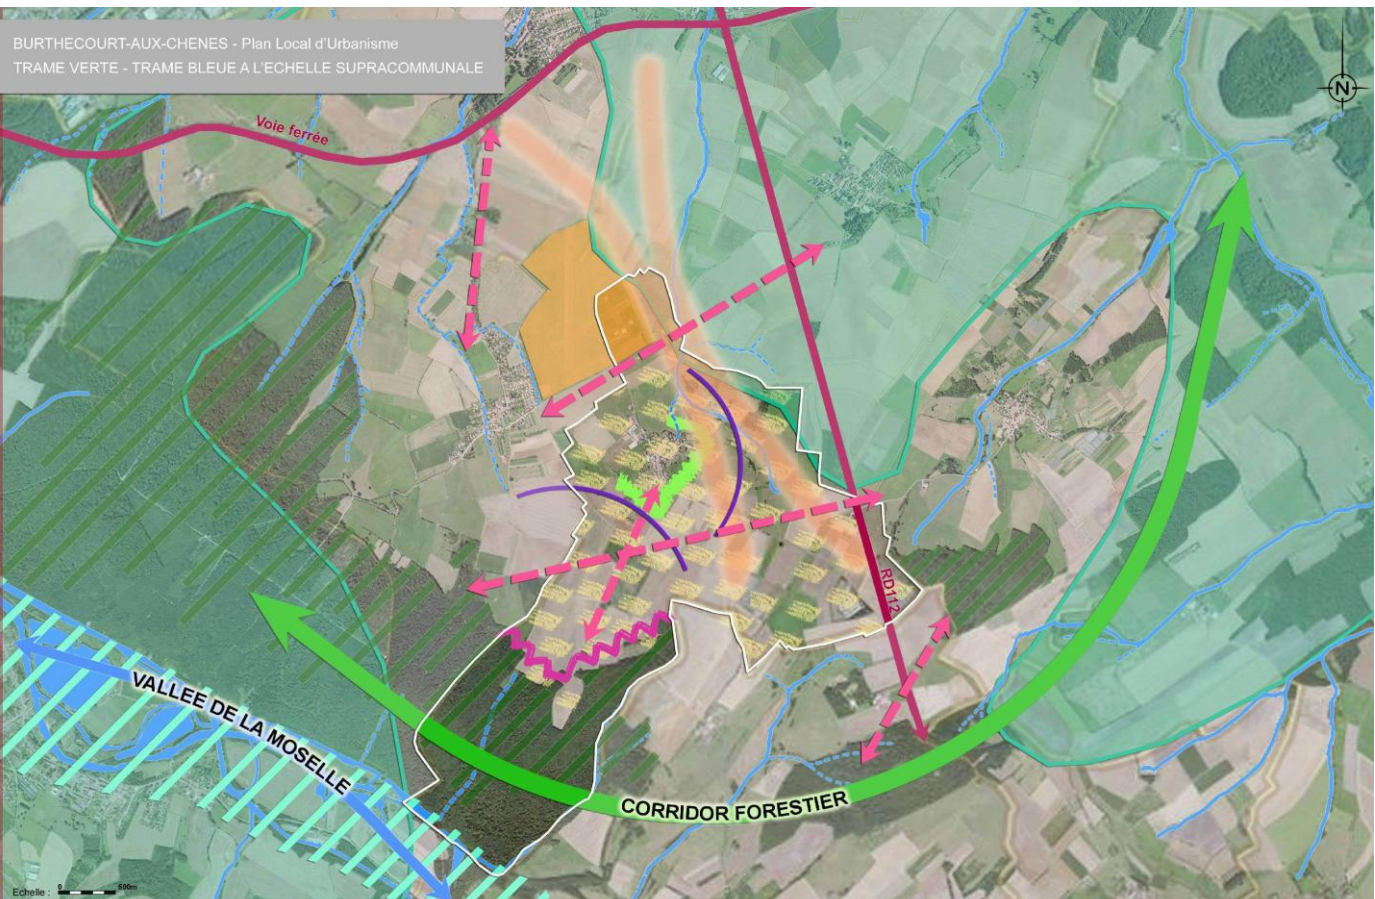 BURTHECOURT-AUX-CHENES - Plan Local d'Urbanisme
TRAME VERTE - TRAME BLEUE A L'ECHELLE SUPRACOMMUNALE
N
Voie ferrée
RD112
VALLEE DE LA MOSELLE
CORRIDOR FORESTIER
Echelle : 0 500m